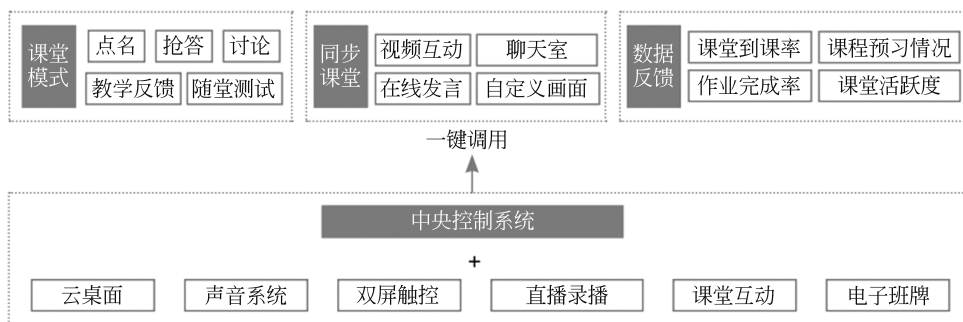 课堂模式
点名 抢答 讨论
教学反馈 随堂测试
同步课堂
视频互动 聊天室
在线发言 自定义画面
数据反馈
课堂到课率 课程预习情况
作业完成率 课堂活跃度
一键调用
中央控制系统
+
云桌面 声音系统 双屏触控 直播录播 课堂互动 电子班牌